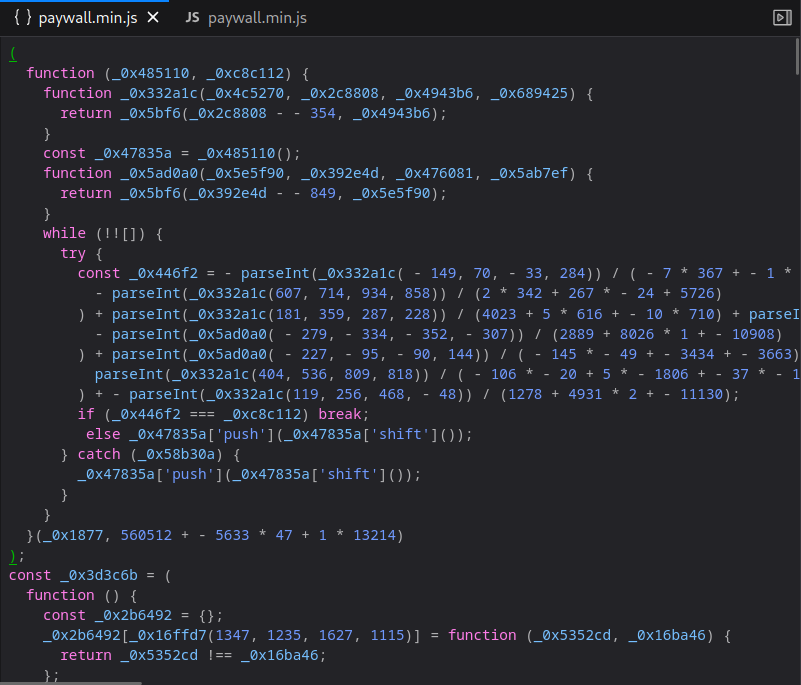 { } paywall.min.js × JS paywall.min.js
(
function (_0x485110, _0xc8c112) {
function _0x332a1c(_0x4c5270, _0x2c8808, _0x4943b6, _0x689425) {
return _0x5bf6(_0x2c8808 - - 354, _0x4943b6);
}
const _0x47835a = _0x485110();
function _0x5ad0a0(_0x5e5f90, _0x392e4d, _0x476081, _0x5ab7ef) {
return _0x5bf6(_0x392e4d - - 849, _0x5e5f90);
}
while (!![]) {
try {
const _0x446f2 = - parseInt(_0x332a1c( - 149, 70, - 33, 284)) / ( - 7 * 367 + - 1 *
- parseInt(_0x332a1c(607, 714, 934, 858)) / (2 * 342 + 267 * - 24 + 5726)
) + parseInt(_0x332a1c(181, 359, 287, 228)) / (4023 + 5 * 616 + - 10 * 710) + parseI
- parseInt(_0x5ad0a0( - 279, - 334, - 352, - 307)) / (2889 + 8026 * 1 + - 10908)
) + parseInt(_0x5ad0a0( - 227, - 95, - 90, 144)) / ( - 145 * - 49 + - 3434 + - 3663)
parseInt(_0x332a1c(404, 536, 809, 818)) / ( - 106 * - 20 + 5 * - 1806 + - 37 * - 1
) + - parseInt(_0x332a1c(119, 256, 468, - 48)) / (1278 + 4931 * 2 + - 11130);
if (_0x446f2 === _0xc8c112) break;
else _0x47835a['push'](_0x47835a['shift']());
} catch (_0x58b30a) {
_0x47835a['push'](_0x47835a['shift']());
}
}
}(_0x1877, 560512 + - 5633 * 47 + 1 * 13214)
);
const _0x3d3c6b = (
function () {
const _0x2b6492 = {};
_0x2b6492[_0x16ffd7(1347, 1235, 1627, 1115)] = function (_0x5352cd, _0x16ba46) {
return _0x5352cd !== _0x16ba46;
};